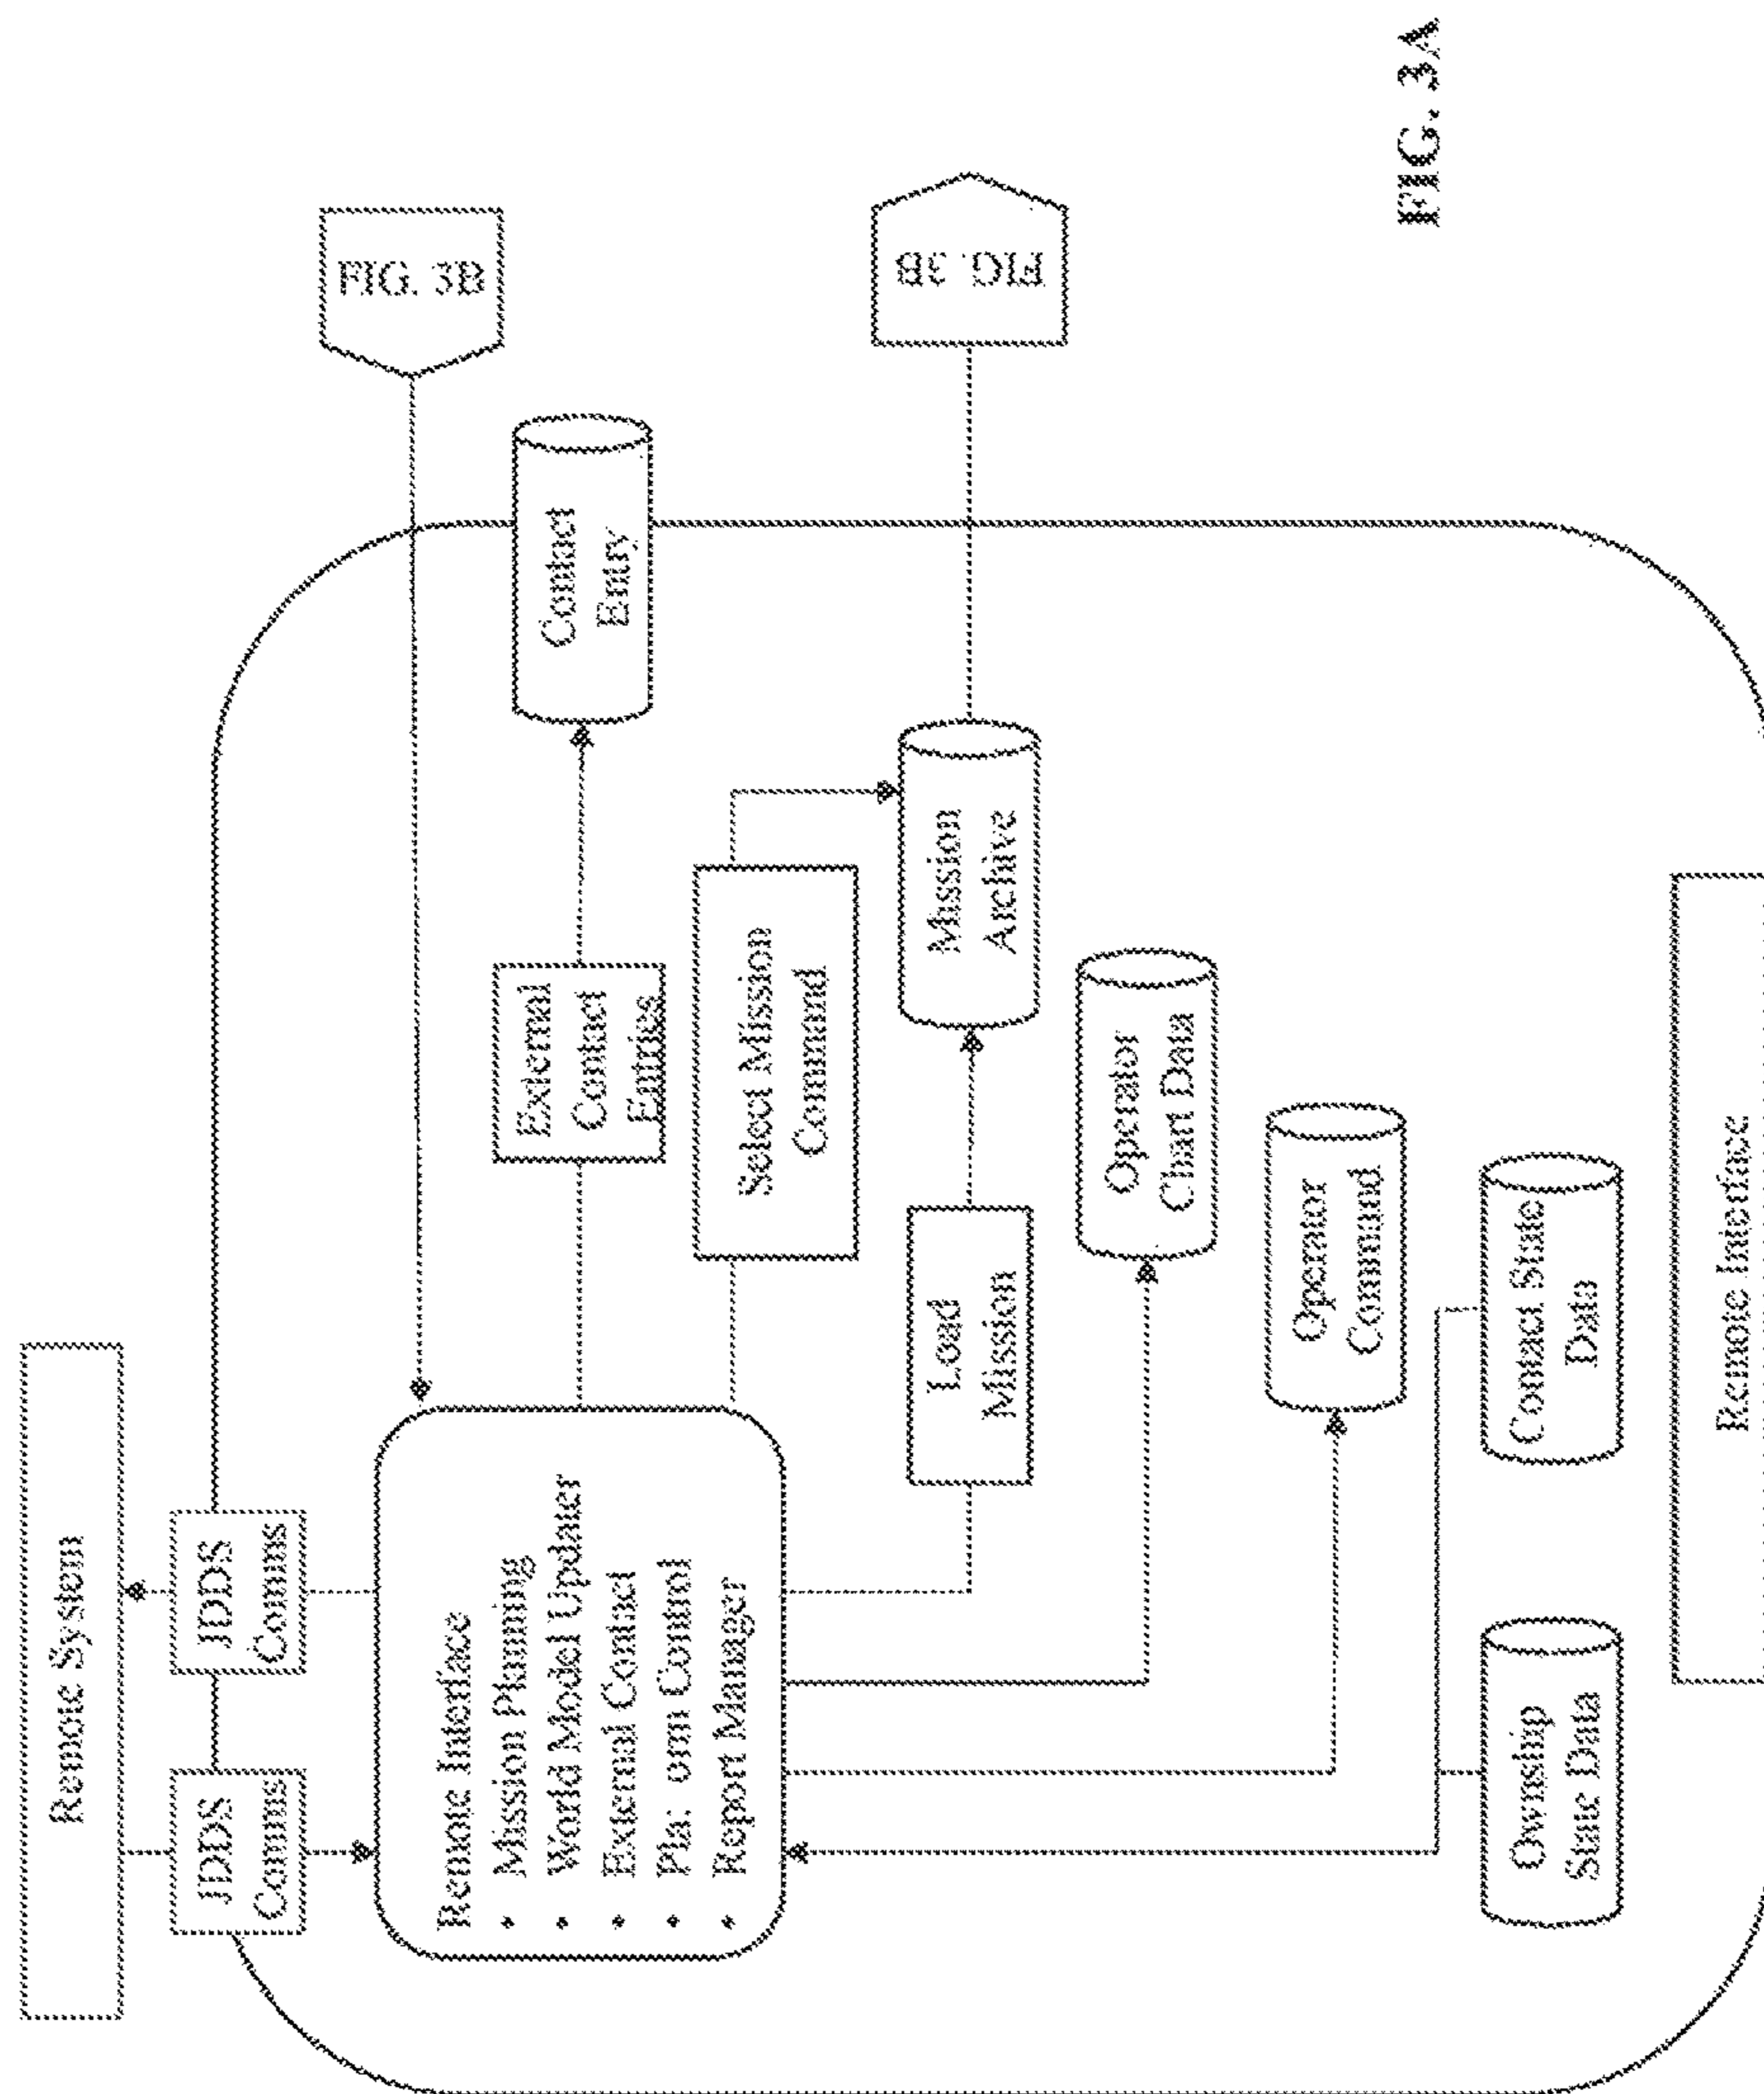 Remote System
JDDS
Comms
JDDS
Comms
FIG. 3B
Remote Interface
• Mission Planning
• World Model Updater
• External Contact
• Control
• Report Manager
External
Contact
Entries
Contact
Entry
Select Mission
Command
Load
Mission
Mission
Archive
FIG. 3B
Operator
Chart Data
Operator
Command
Ownship
State Data
Contact State
Data
Remote Interface
FIG. 3A